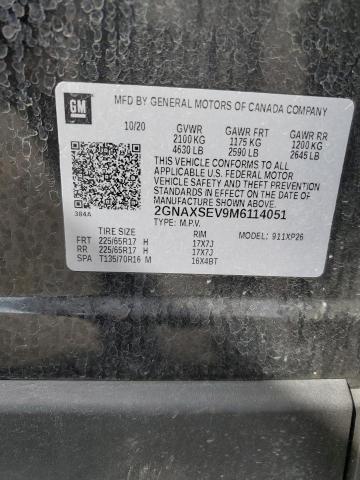 GM
MFD BY GENERAL MOTORS OF CANADA COMPANY
10/20 GVWR GAWR FRT GAWR RR
2100 KG 1175 KG 1200 KG
4630 LB 2590 LB 2645 LB
THIS VEHICLE CONFORMS TO ALL
APPLICABLE U.S. FEDERAL MOTOR
VEHICLE SAFETY AND THEFT
PREVENTION STANDARDS IN EFFECT
ON THE DATE OF MANUFACTURE
SHOWN ABOVE.
384A 2GNAXSEV9M6114051
TYPE: M.P.V. MODEL: 911XP26
TIRE SIZE RIM
FRT 225/65R17 H 17X7J
RR 225/65R17 H 17X7J
SPA T135/70R16 M 16X4BT